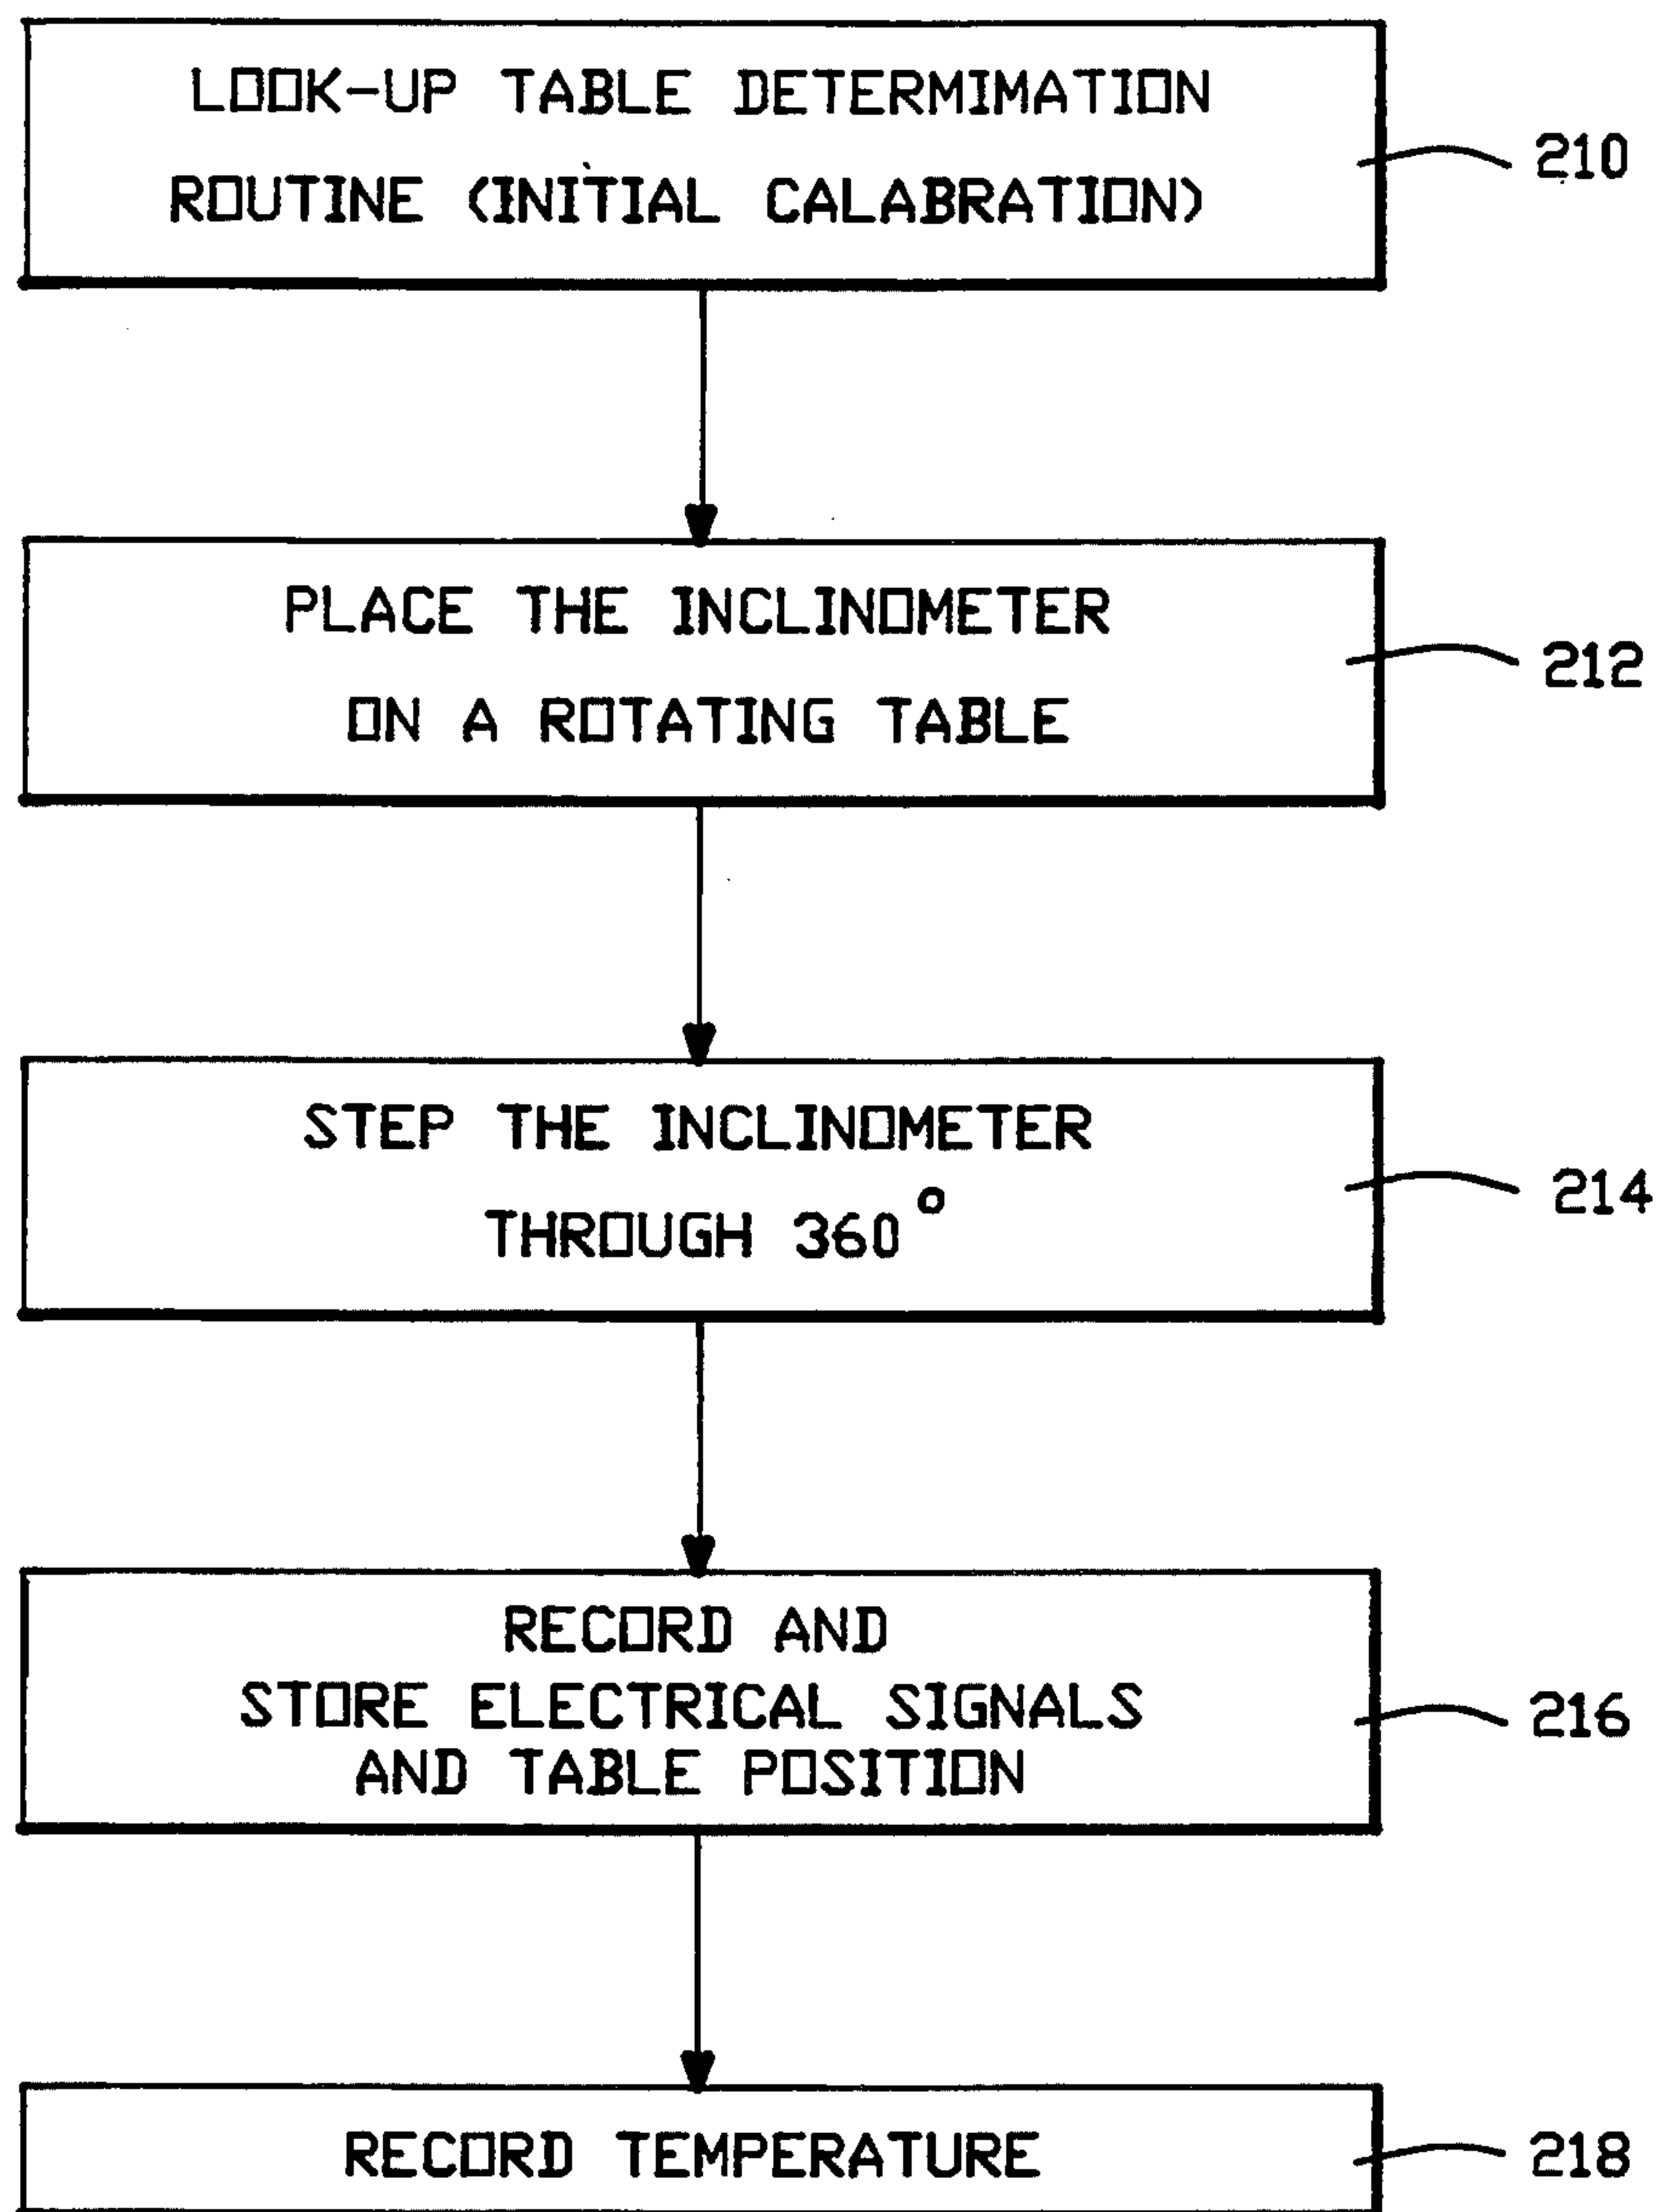 LOOK-UP TABLE DETERMIMATION
ROUTINE (INITIAL CALABRATION)
210
PLACE THE INCLINOMETER
ON A ROTATING TABLE
212
STEP THE INCLINOMETER
THROUGH 360°
214
RECORD AND
STORE ELECTRICAL SIGNALS
AND TABLE POSITION
216
RECORD TEMPERATURE
218